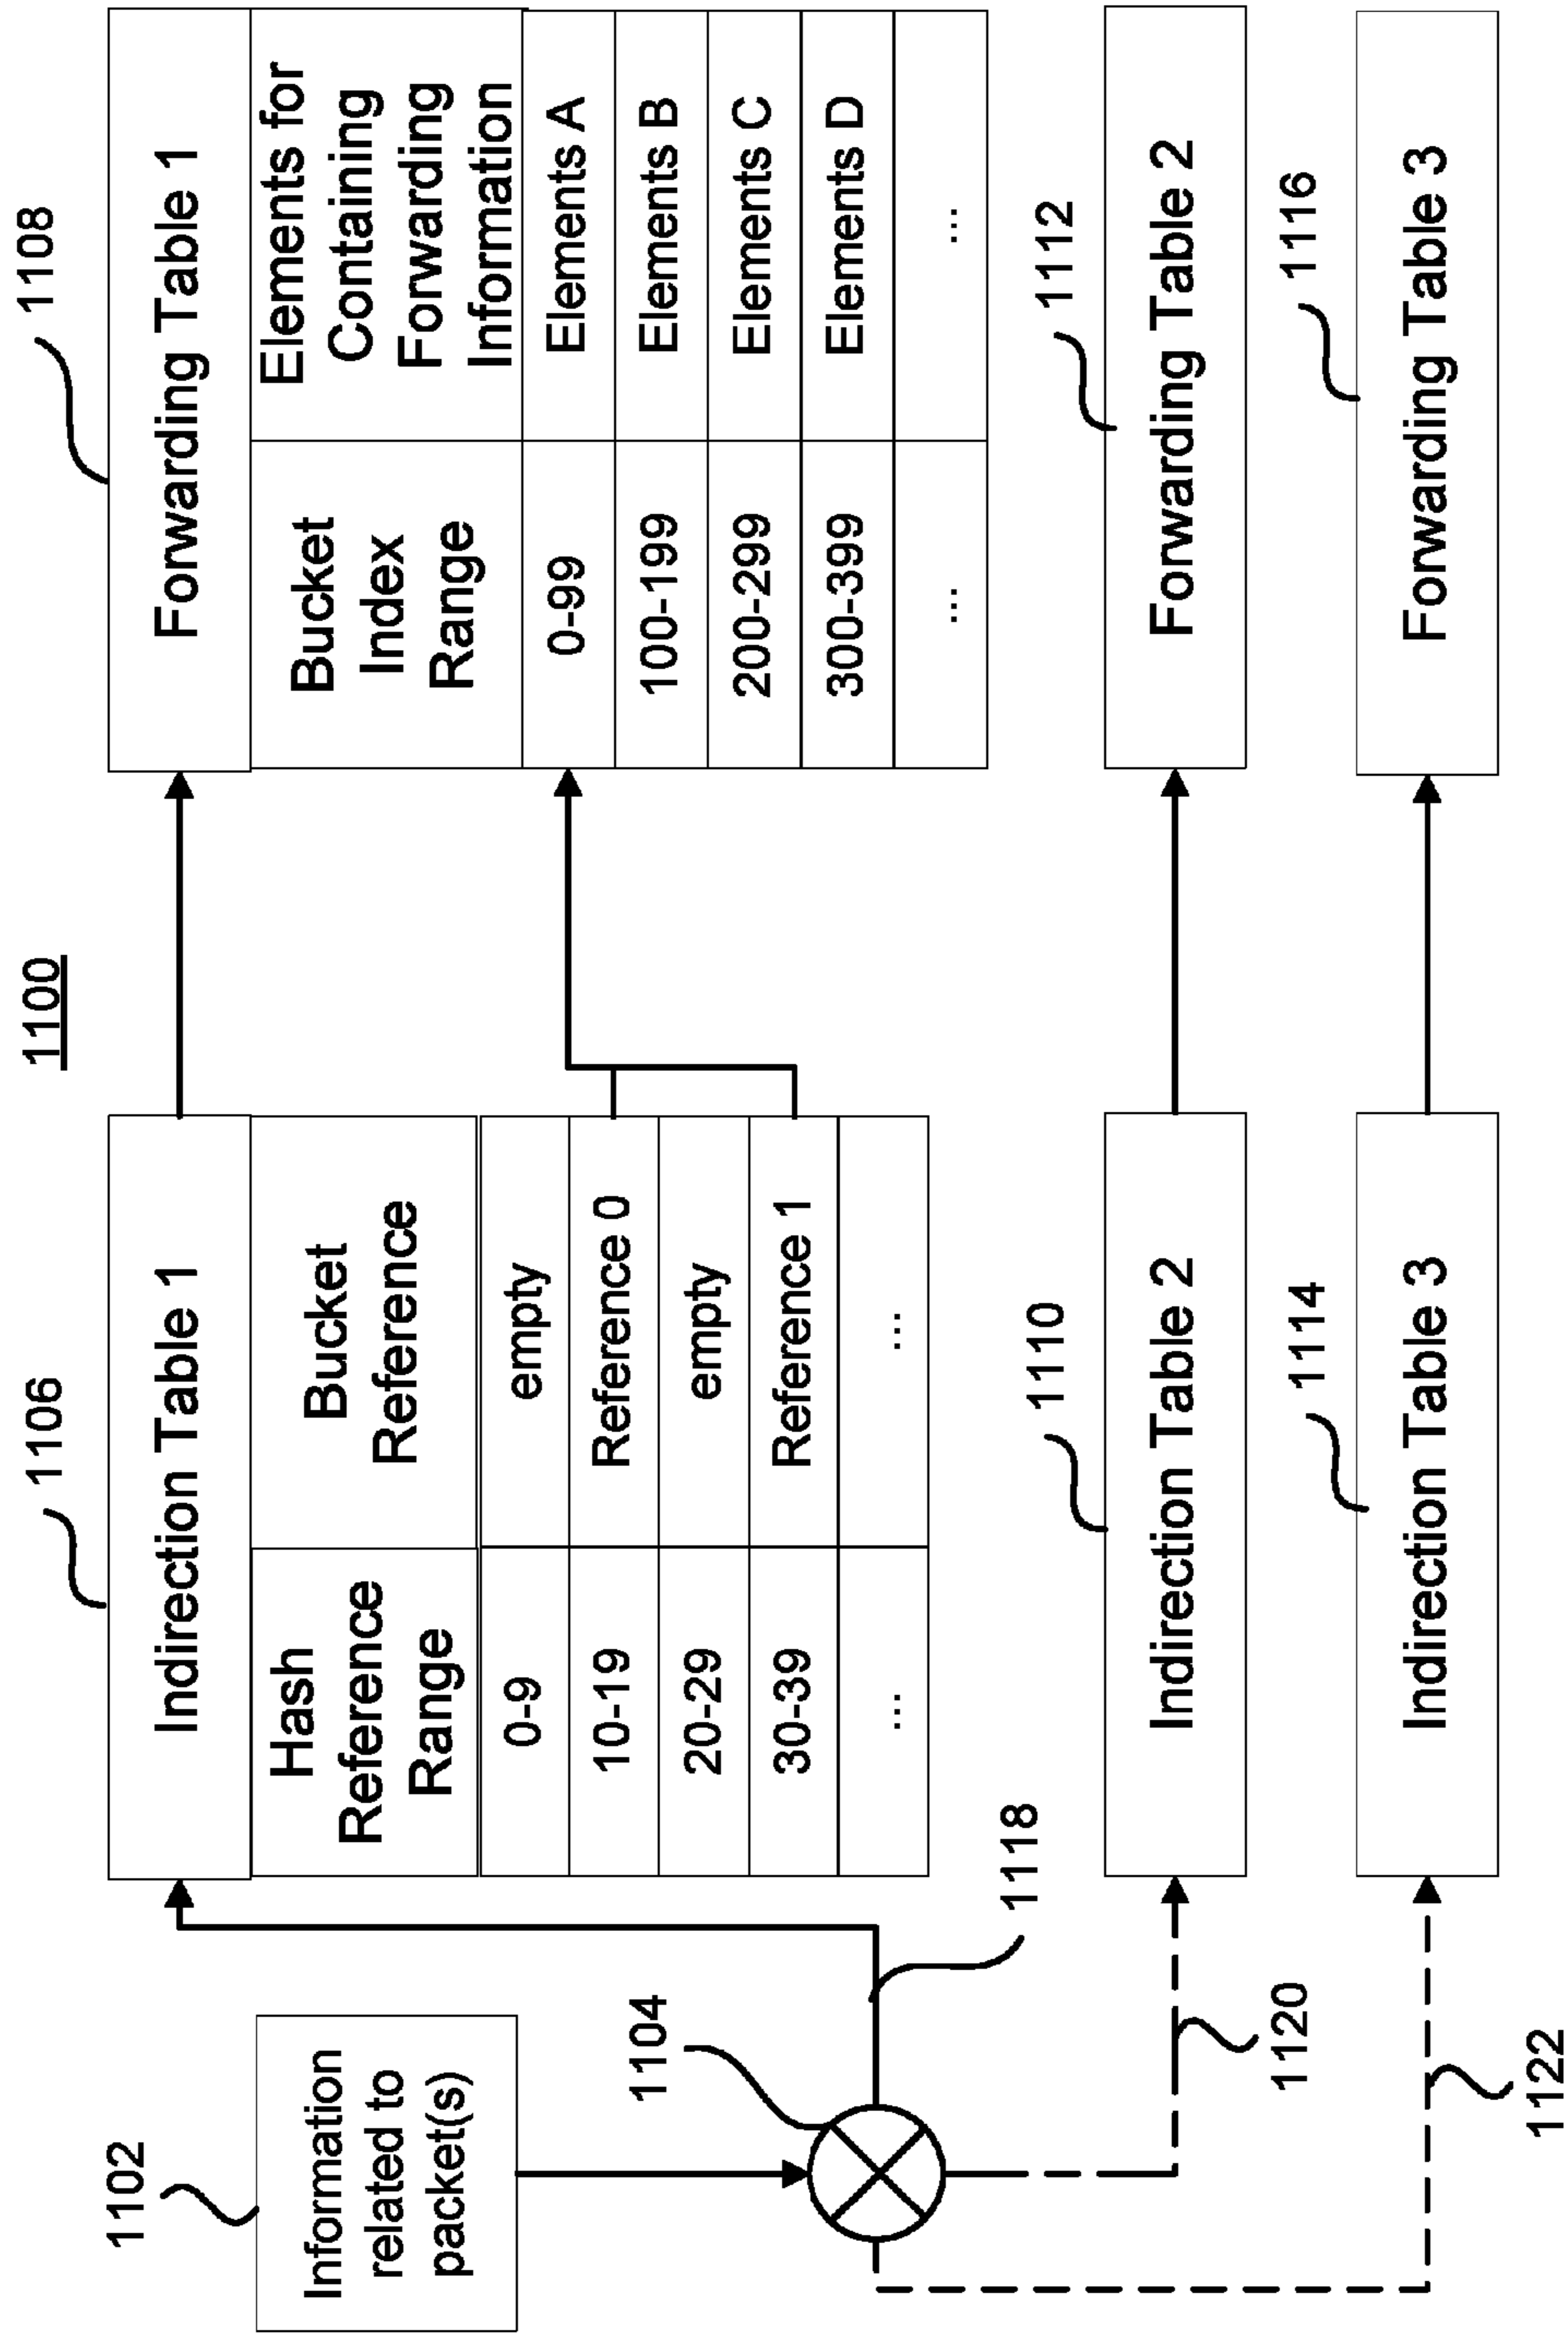 1100
1102
Information
related to
packet(s)
1104
1106
Indirection Table 1
Hash
Reference
Range
Bucket
Reference
0-9
empty
10-19
Reference 0
20-29
empty
30-39
Reference 1
...
...
1108
Forwarding Table 1
Bucket
Index
Range
Elements for
Containing
Forwarding
Information
0-99
Elements A
100-199
Elements B
200-299
Elements C
300-399
Elements D
...
...
1118
1110
Indirection Table 2
1112
Forwarding Table 2
1120
1114
Indirection Table 3
1116
Forwarding Table 3
1122